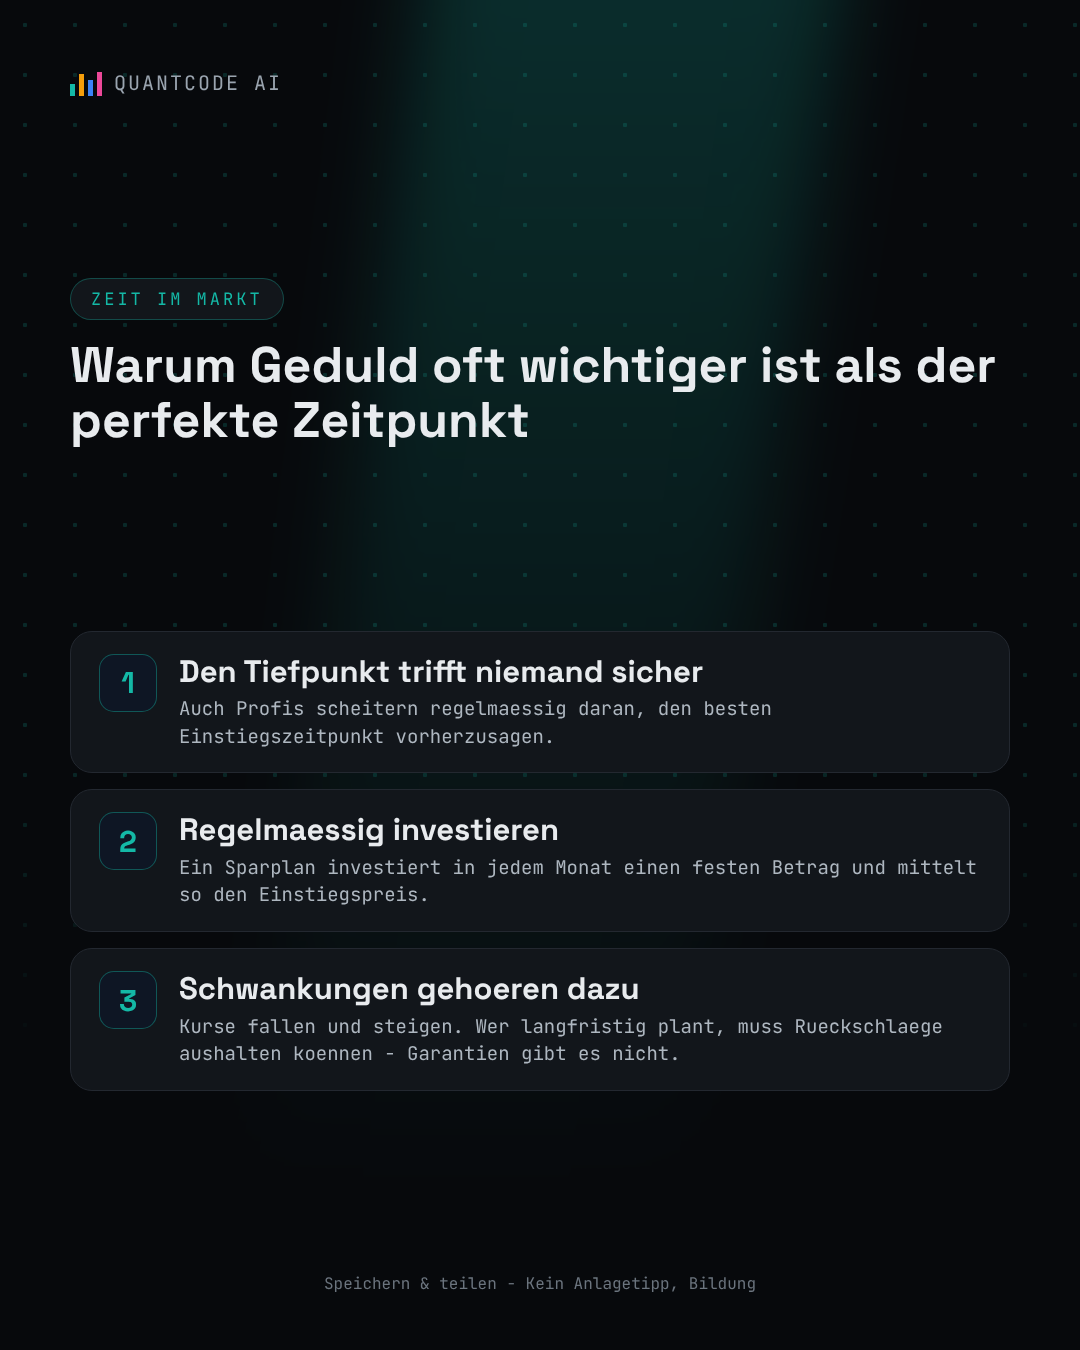 QUANTCODE AI
ZEIT IM MARKT
Warum Geduld oft wichtiger ist als der
perfekte Zeitpunkt
1
Den Tiefpunkt trifft niemand sicher
Auch Profis scheitern regelmaessig daran, den besten
Einstiegszeitpunkt vorherzusagen.
2
Regelmaessig investieren
Ein Sparplan investiert in jedem Monat einen festen Betrag und mittelt
so den Einstiegspreis.
3
Schwankungen gehoeren dazu
Kurse fallen und steigen. Wer langfristig plant, muss Rueckschlaege
aushalten koennen - Garantien gibt es nicht.
Speichern & teilen - Kein Anlagetipp, Bildung